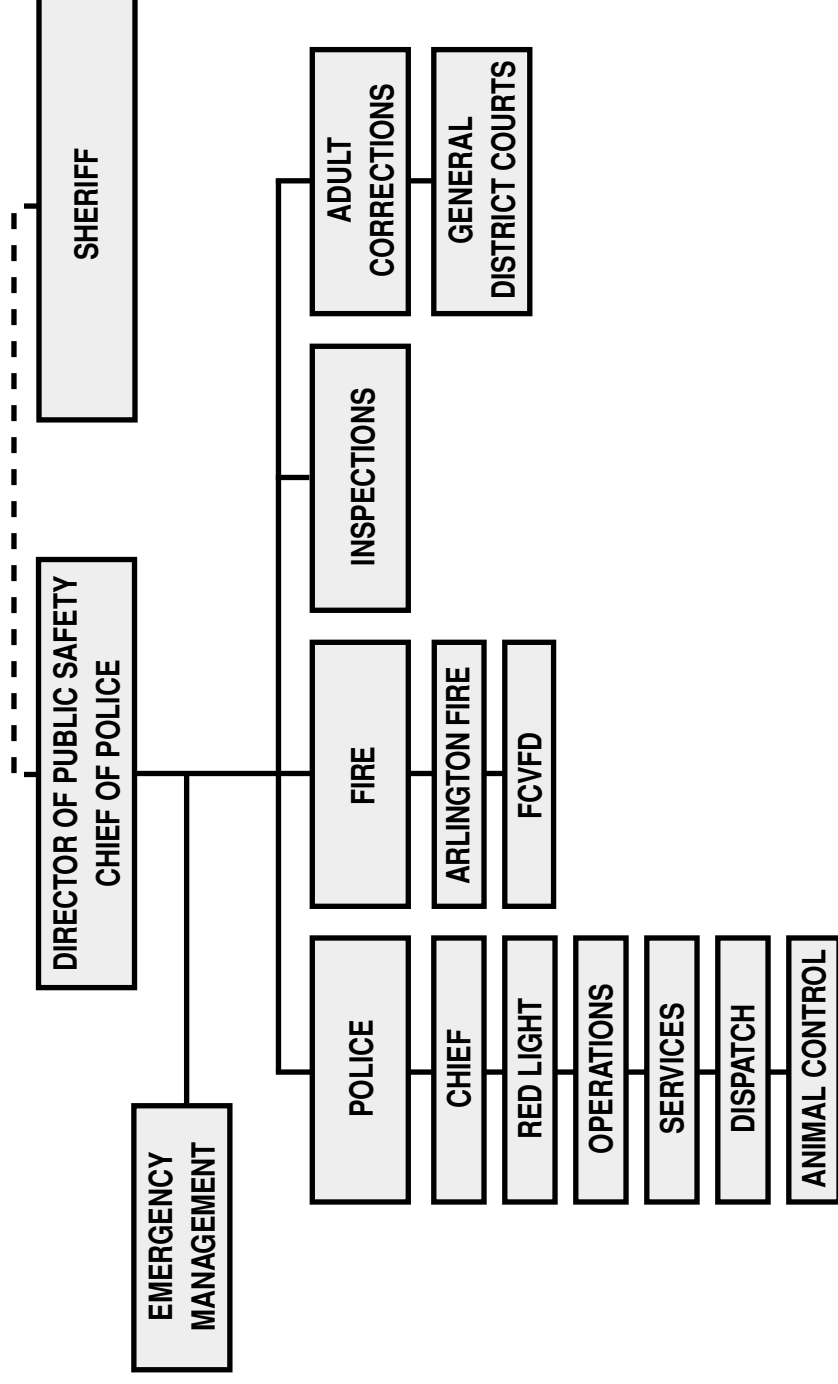 DIRECTOR OF PUBLIC SAFETY
CHIEF OF POLICE
SHERIFF
EMERGENCY
MANAGEMENT
POLICE
CHIEF
RED LIGHT
OPERATIONS
SERVICES
DISPATCH
ANIMAL CONTROL
FIRE
ARLINGTON FIRE
FCVFD
INSPECTIONS
ADULT
CORRECTIONS
GENERAL
DISTRICT COURTS